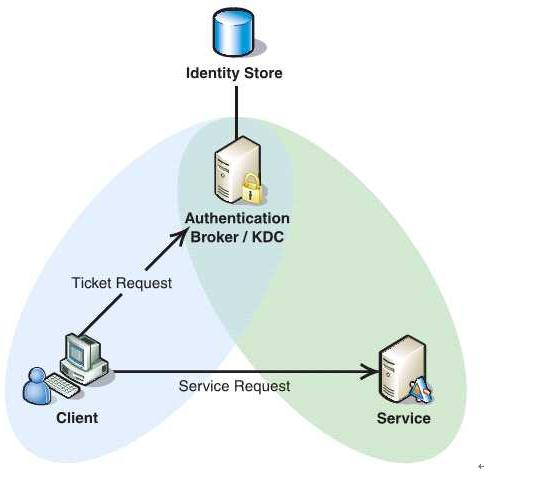 Identity Store
Authentication
Broker / KDC
Ticket Request
Service Request
Client
Service